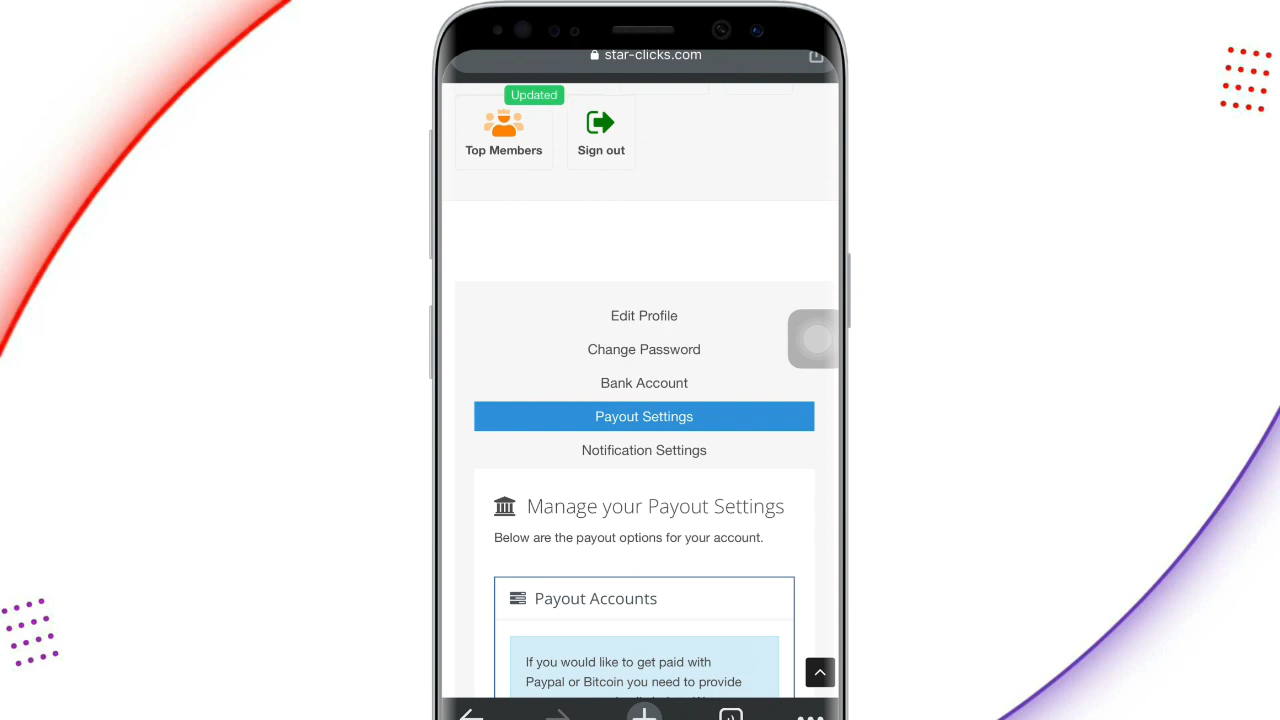 star-clicks.com
Updated
Top Members
Sign out
Edit Profile
Change Password
Bank Account
Payout Settings
Notification Settings
Manage your Payout Settings
Below are the payout options for your account.
Payout Accounts
If you would like to get paid with
Paypal or Bitcoin you need to provide